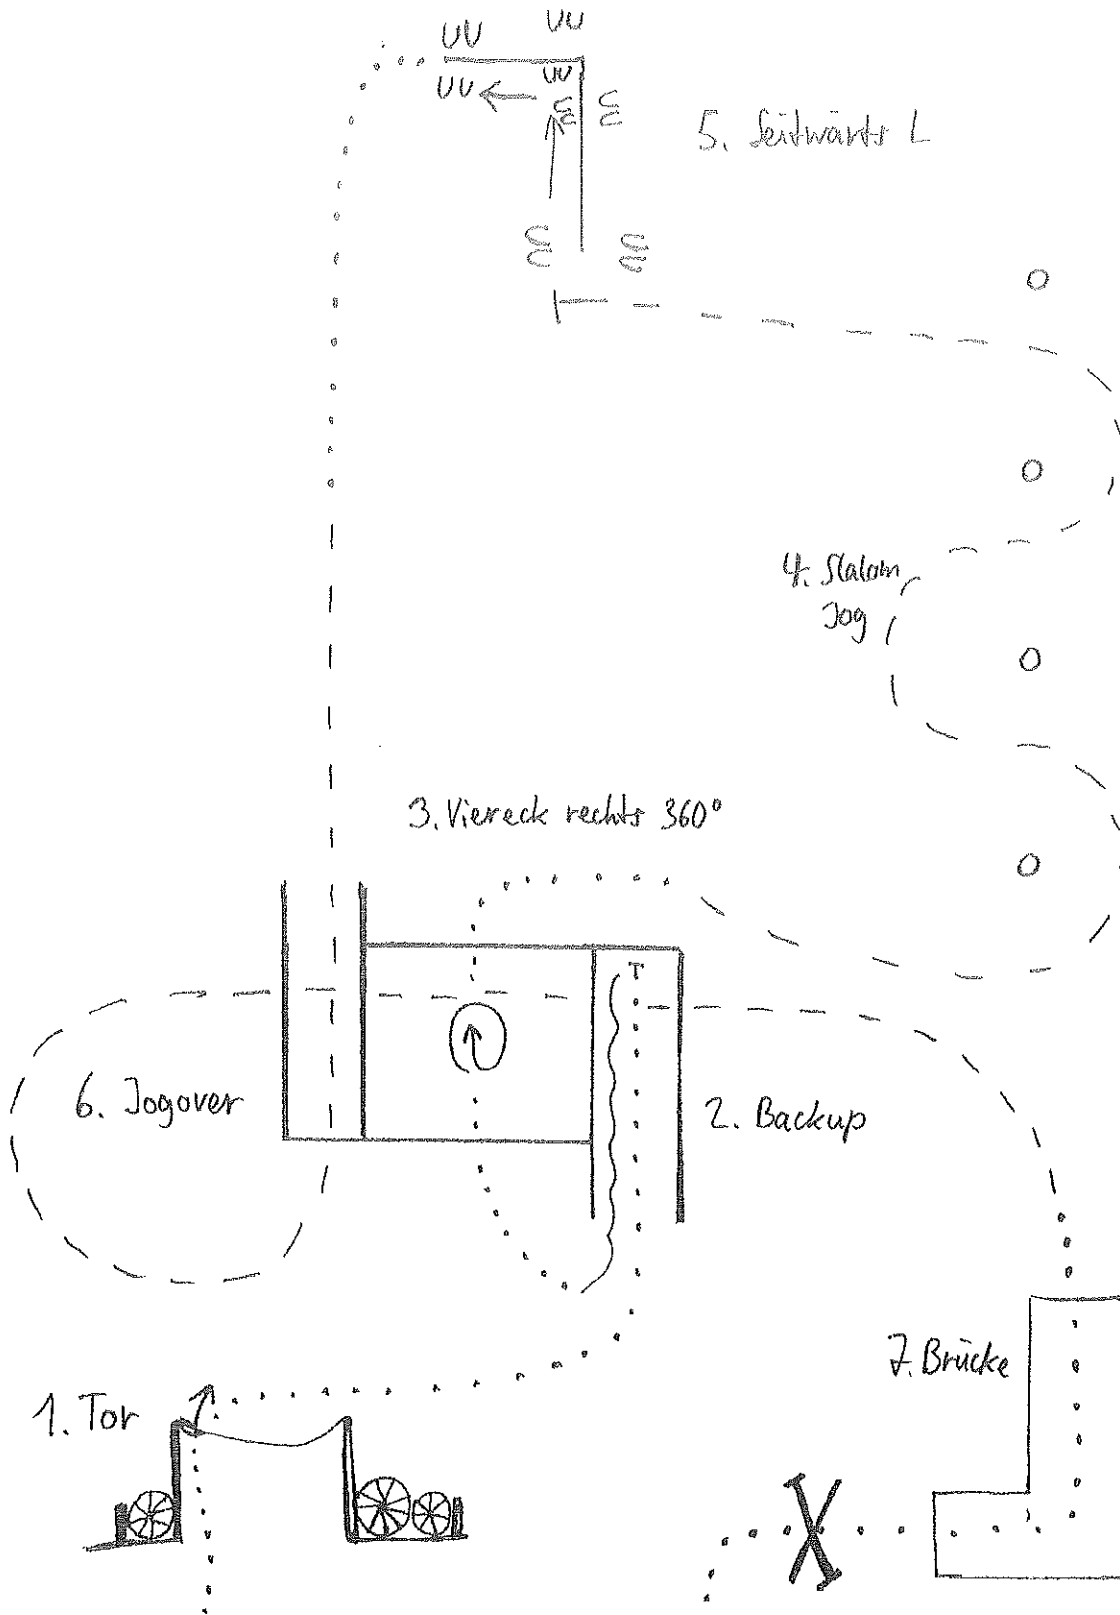 5. Seitwärts L
4. Slalom
Jog
3. Viereck rechts 360°
6. Jogover
2. Backup
7. Brücke
1. Tor